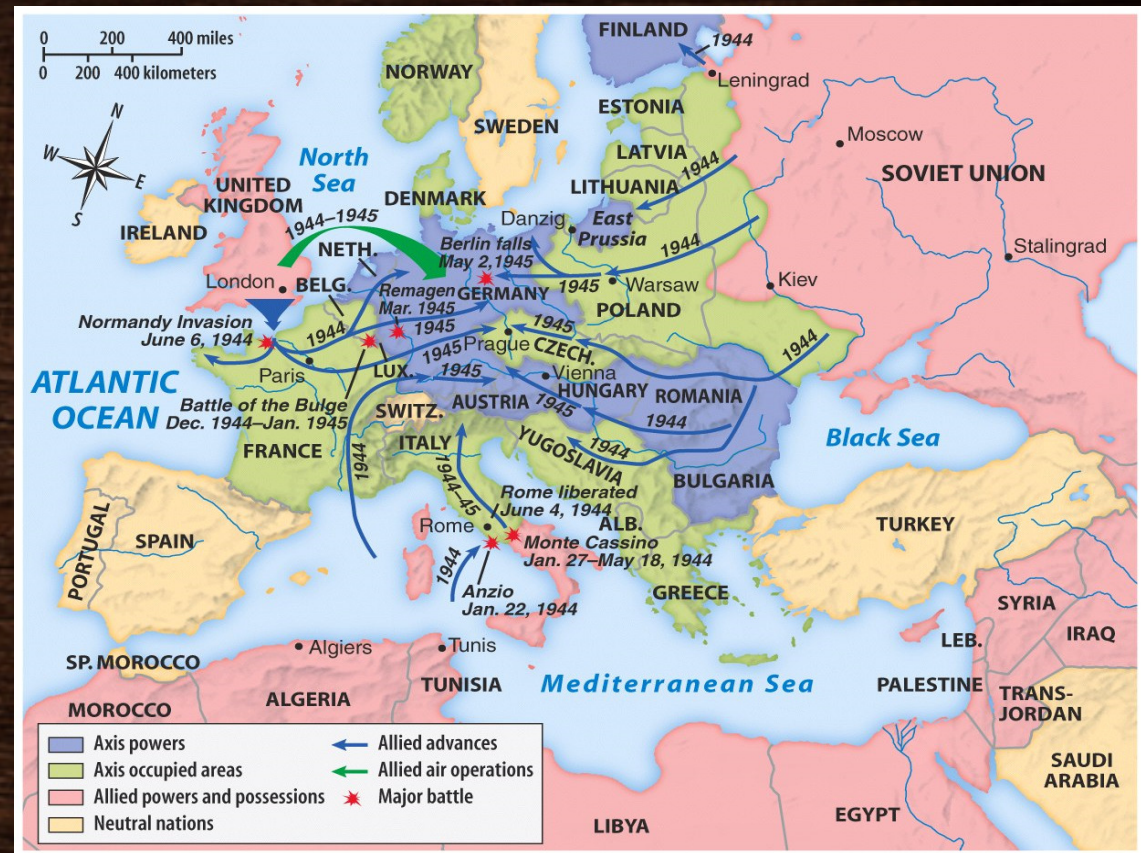 0 200 400 miles
0 200 400 kilometers
N
W
E
S
FINLAND
1944
Leningrad
NORWAY
SWEDEN
ESTONIA
LATVIA
1944
LITHUANIA
Moscow
SOVIET UNION
North
Sea
UNITED
KINGDOM
IRELAND
DENMARK
1944–1945
NETH.
Danzig
East
Prussia
Berlin falls
May 2, 1945
1944
Stalingrad
London
BELG.
Remagen
Mar. 1945
GERMANY
1945
Warsaw
POLAND
Kiev
Normandy Invasion
June 6, 1944
1944
1945
1945
Prague
1945
CZECH.
1944
Paris
LUX.
1945
Vienna
HUNGARY
ROMANIA
ATLANTIC
OCEAN
Battle of the Bulge
Dec. 1944–Jan. 1945
SWITZ.
AUSTRIA
1945
1944
Black Sea
FRANCE
1944
ITALY
YUGOSLAVIA
1944
BULGARIA
1944–45
Rome liberated
June 4, 1944
Rome
ALB.
Monte Cassino
Jan. 27–May 18, 1944
PORTUGAL
SPAIN
TURKEY
1944
Anzio
Jan. 22, 1944
GREECE
SYRIA
LEB.
IRAQ
Algiers
Tunis
SP. MOROCCO
MOROCCO
ALGERIA
TUNISIA
Mediterranean Sea
PALESTINE
TRANS-
JORDAN
SAUDI
ARABIA
LIBYA
EGYPT
Axis powers
Axis occupied areas
Allied powers and possessions
Neutral nations
Allied advances
Allied air operations
Major battle